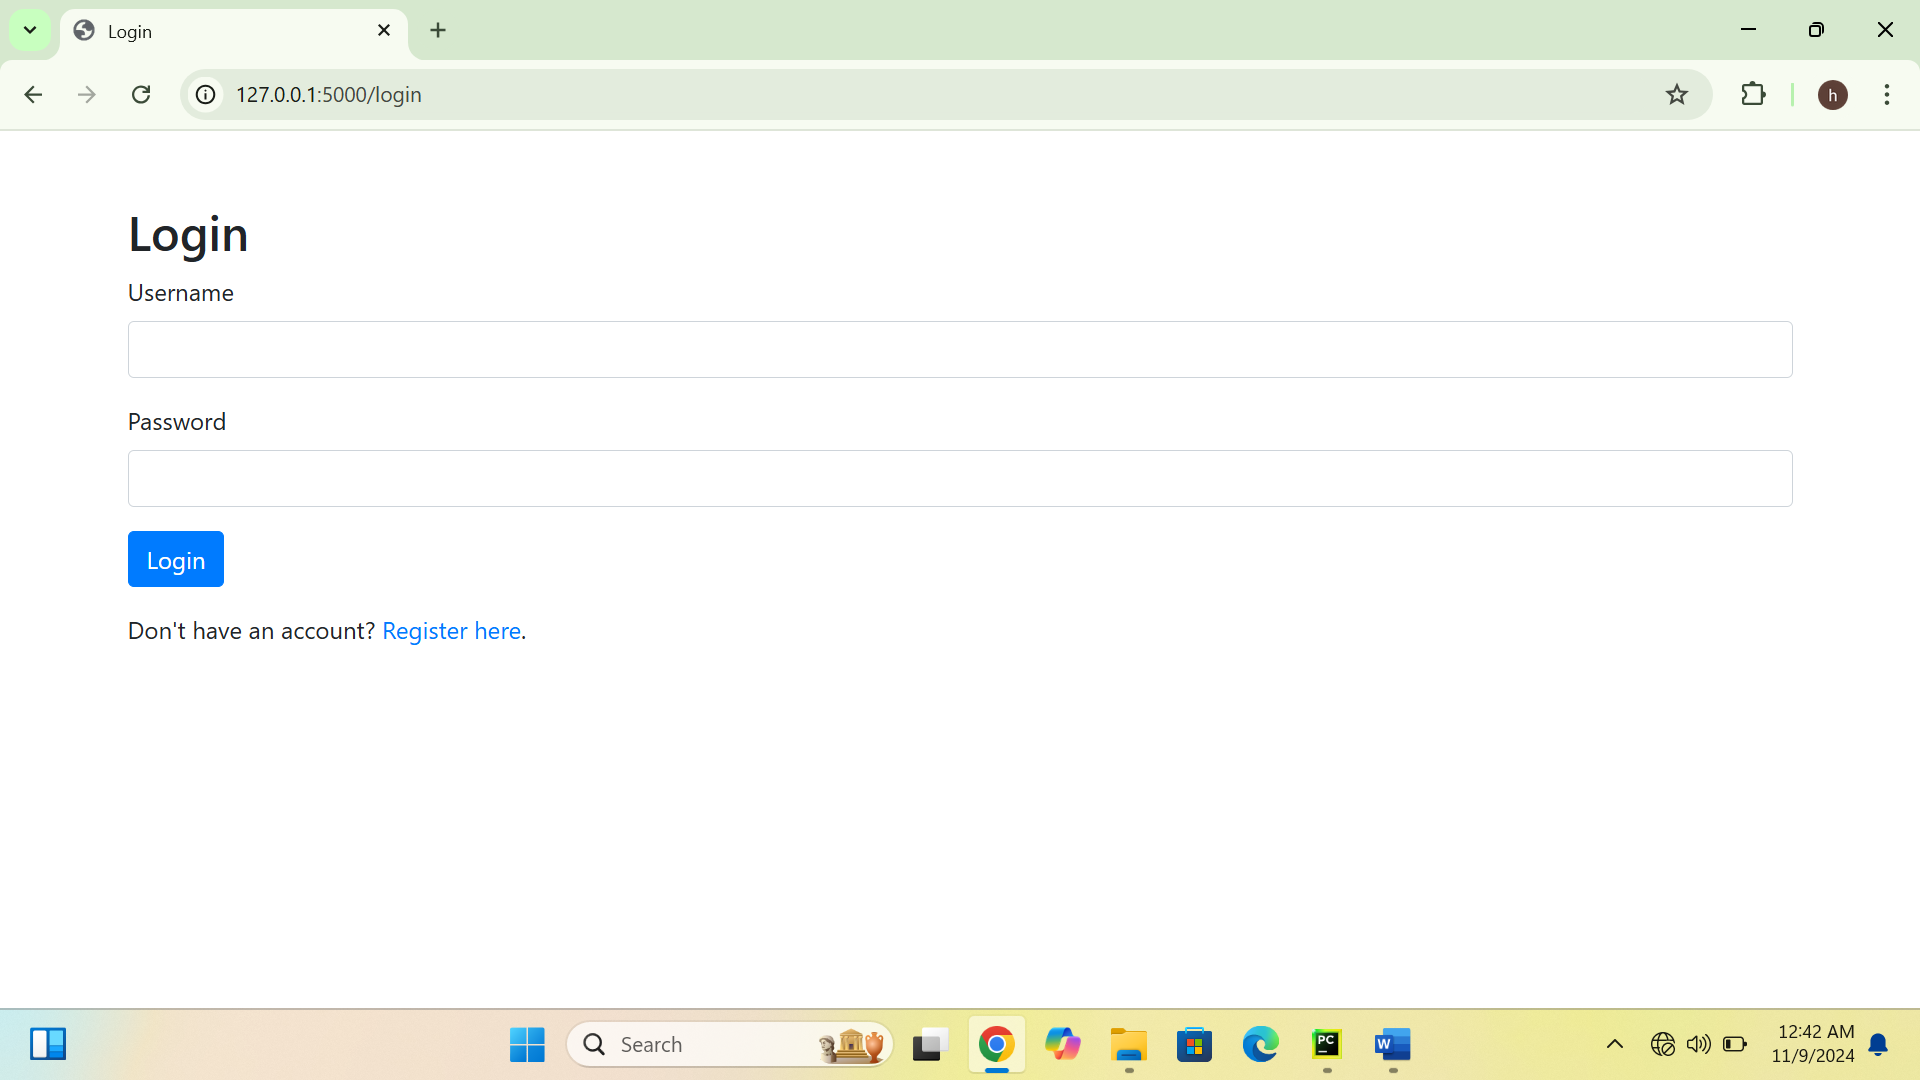 Login
127.0.0.1:5000/login
h
Login
Username
Password
Login
Don't have an account? Register here.
Search
PC
W
12:42 AM
11/9/2024